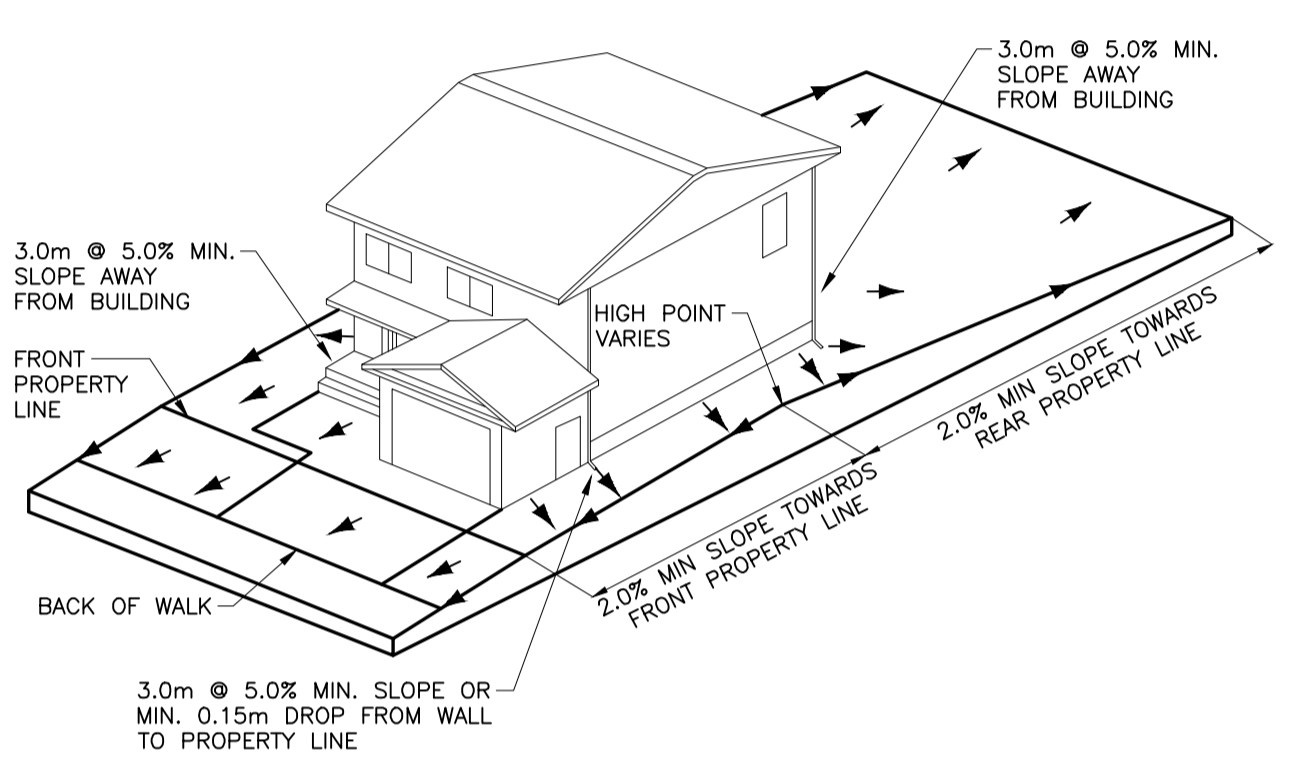 3.0m @ 5.0% MIN.
SLOPE AWAY
FROM BUILDING
3.0m @ 5.0% MIN.
SLOPE AWAY
FROM BUILDING
HIGH POINT
VARIES
FRONT
PROPERTY
LINE
2.0% MIN SLOPE TOWARDS
REAR PROPERTY LINE
2.0% MIN SLOPE TOWARDS
FRONT PROPERTY LINE
BACK OF WALK
3.0m @ 5.0% MIN. SLOPE OR
MIN. 0.15m DROP FROM WALL
TO PROPERTY LINE